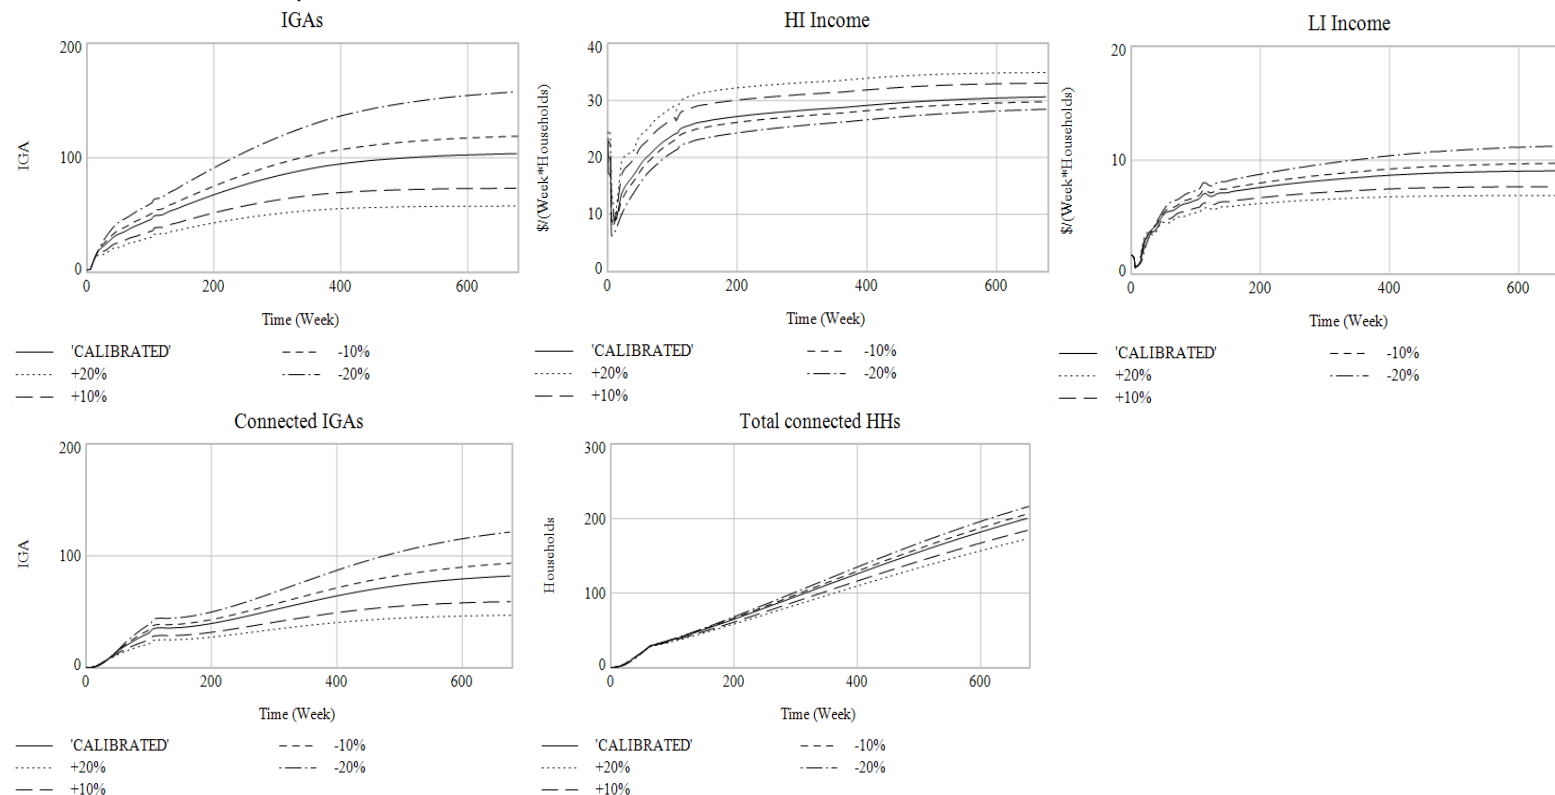 IGAs
200
100
0
IGA
0 200 400 600
Time (Week)
'CALIBRATED' -10%
+20% -20%
+10%
HI Income
40
30
20
10
0
$/(Week*Households)
0 200 400 600
Time (Week)
'CALIBRATED' -10%
+20% -20%
+10%
LI Income
20
10
0
$/(Week*Households)
0 200 400 600
Time (Week)
'CALIBRATED' -10%
+20% -20%
+10%
Connected IGAs
200
100
0
IGA
0 200 400 600
Time (Week)
'CALIBRATED' -10%
+20% -20%
+10%
Total connected HHs
300
200
100
0
Households
0 200 400 600
Time (Week)
'CALIBRATED' -10%
+20% -20%
+10%